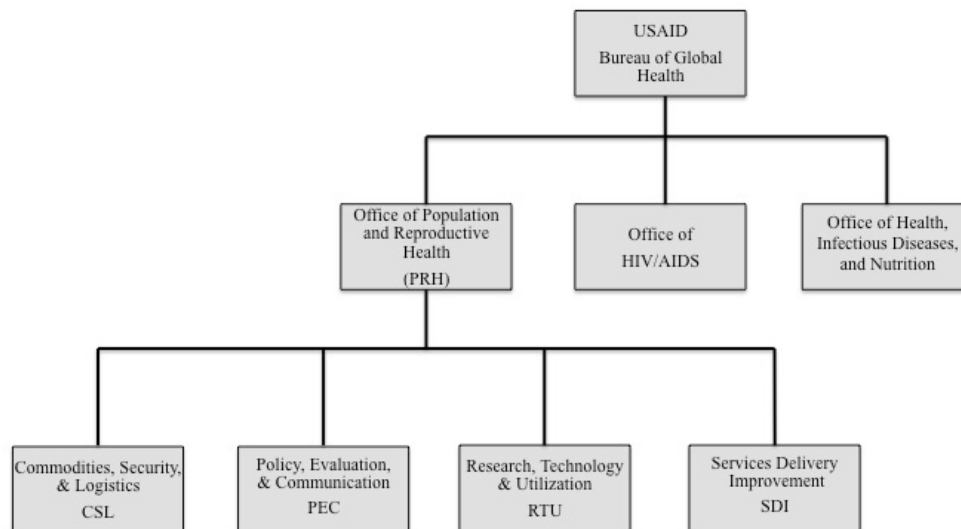 USAID
Bureau of Global
Health
Office of Population
and Reproductive
Health
(PRH)
Office of
HIV/AIDS
Office of Health,
Infectious Diseases,
and Nutrition
Commodities, Security,
& Logistics
CSL
Policy, Evaluation,
& Communication
PEC
Research, Technology
& Utilization
RTU
Services Delivery
Improvement
SDI